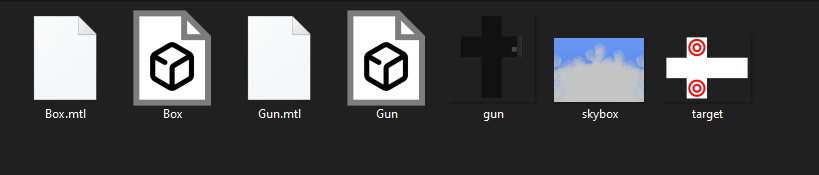 Box.mtl
Box
Gun.mtl
Gun
gun
skybox
target